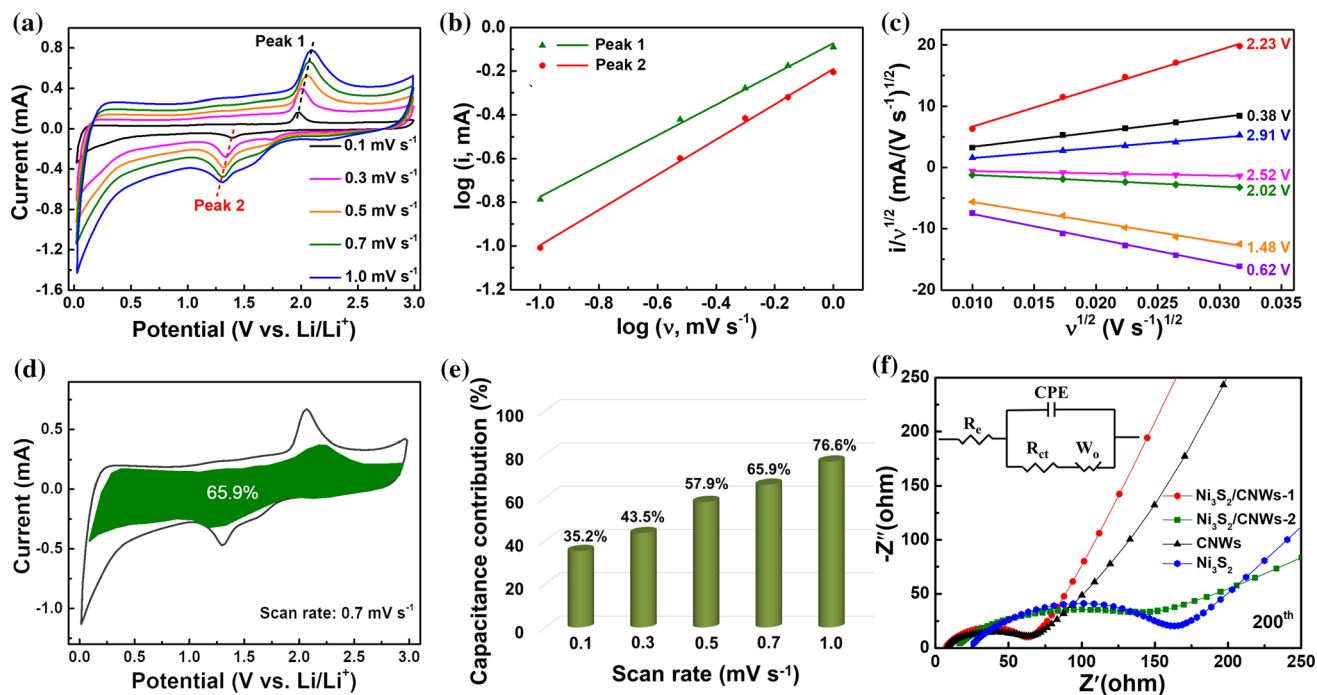 (a)
Current (mA)
0.8
0.4
0.0
-0.4
-0.8
-1.2
-1.6
Peak 1
Peak 2
0.1 mV s⁻¹
0.3 mV s⁻¹
0.5 mV s⁻¹
0.7 mV s⁻¹
1.0 mV s⁻¹
0.0 0.5 1.0 1.5 2.0 2.5 3.0
Potential (V vs. Li/Li⁺)
(b)
log (i, mA)
0.0
-0.2
-0.4
-0.6
-0.8
-1.0
-1.2
Peak 1
Peak 2
-1.0 -0.8 -0.6 -0.4 -0.2 0.0
log (ν, mV s⁻¹)
(c)
i/ν¹ᐟ² (mA/(V s⁻¹)¹ᐟ²)
20
10
0
-10
-20
2.23 V
0.38 V
2.91 V
2.52 V
2.02 V
1.48 V
0.62 V
0.010 0.015 0.020 0.025 0.030 0.035
ν¹ᐟ² (V s⁻¹)¹ᐟ²
(d)
Current (mA)
0.5
0.0
-0.5
-1.0
65.9%
Scan rate: 0.7 mV s⁻¹
0.0 0.5 1.0 1.5 2.0 2.5 3.0
Potential (V vs. Li/Li⁺)
(e)
Capacitance contribution (%)
100
80
60
40
20
0
35.2%
43.5%
57.9%
65.9%
76.6%
0.1 0.3 0.5 0.7 1.0
Scan rate (mV s⁻¹)
(f)
-Z″(ohm)
250
200
150
100
50
0
CPE
Rₑ
R_ct
W_o
Ni₃S₂/CNWs-1
Ni₃S₂/CNWs-2
CNWs
Ni₃S₂
200ᵗʰ
0 50 100 150 200 250
Z′(ohm)